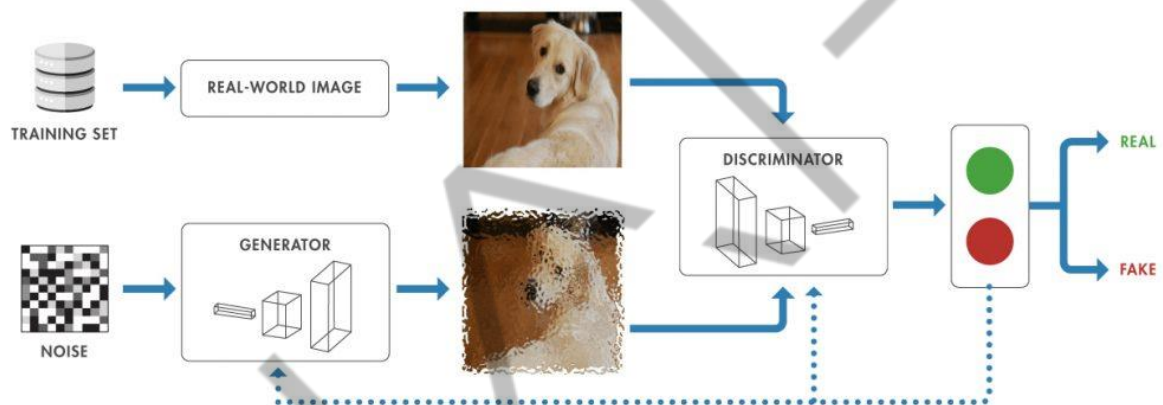 TRAINING SET
REAL-WORLD IMAGE
DISCRIMINATOR
REAL
FAKE
GENERATOR
NOISE